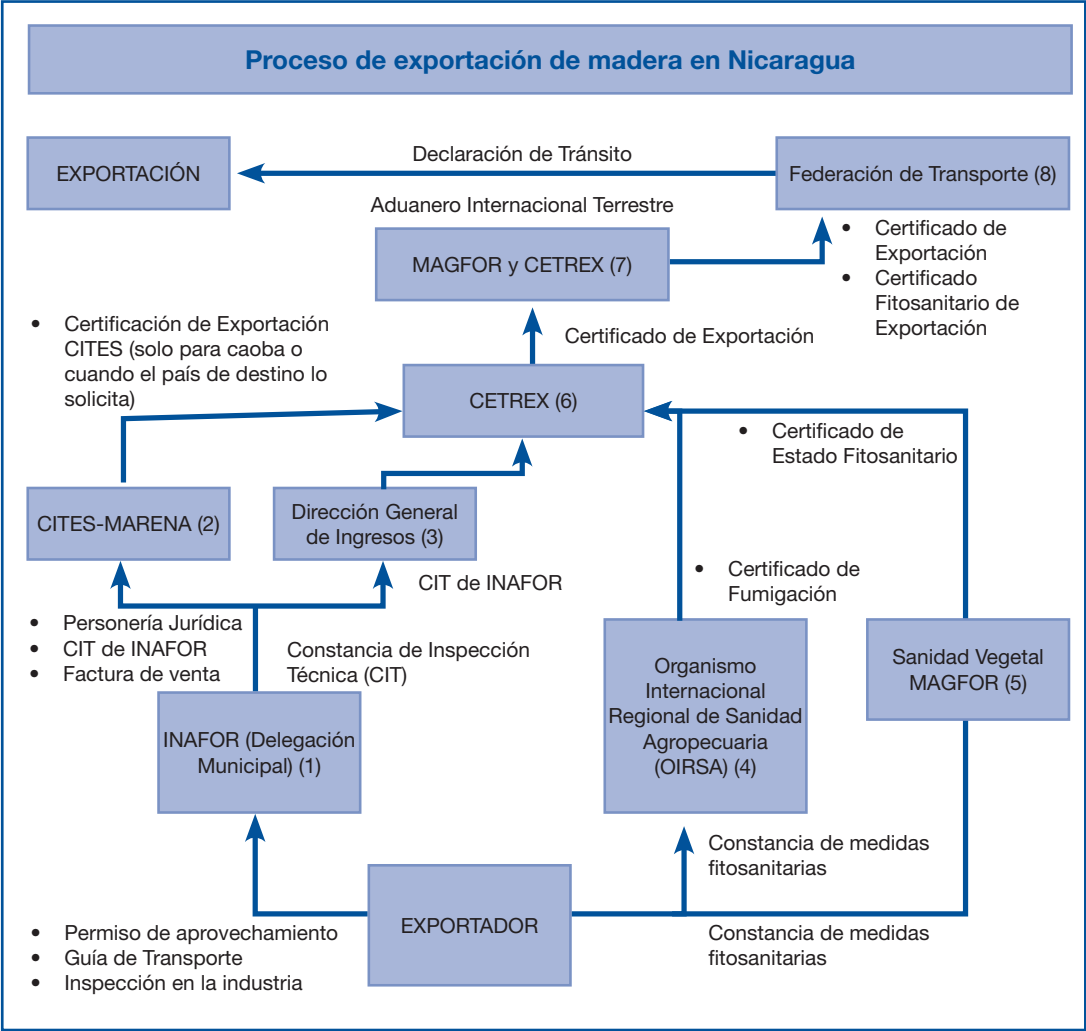 Proceso de exportación de madera en Nicaragua
EXPORTACIÓN
Declaración de Tránsito
Aduanero Internacional Terrestre
Federación de Transporte (8)
MAGFOR y CETREX (7)
• Certificado de
Exportación
• Certificado
Fitosanitario de
Exportación
• Certificación de Exportación
CITES (solo para caoba o
cuando el país de destino lo
solicita)
Certificado de Exportación
CETREX (6)
• Certificado de
Estado Fitosanitario
CITES-MARENA (2)
Dirección General
de Ingresos (3)
CIT de INAFOR
• Certificado de
Fumigación
• Personería Jurídica
• CIT de INAFOR
• Factura de venta
Constancia de Inspección
Técnica (CIT)
Organismo
Internacional
Regional de Sanidad
Agropecuaria
(OIRSA) (4)
Sanidad Vegetal
MAGFOR (5)
INAFOR (Delegación
Municipal) (1)
Constancia de medidas
fitosanitarias
EXPORTADOR
• Permiso de aprovechamiento
• Guía de Transporte
• Inspección en la industria
Constancia de medidas
fitosanitarias